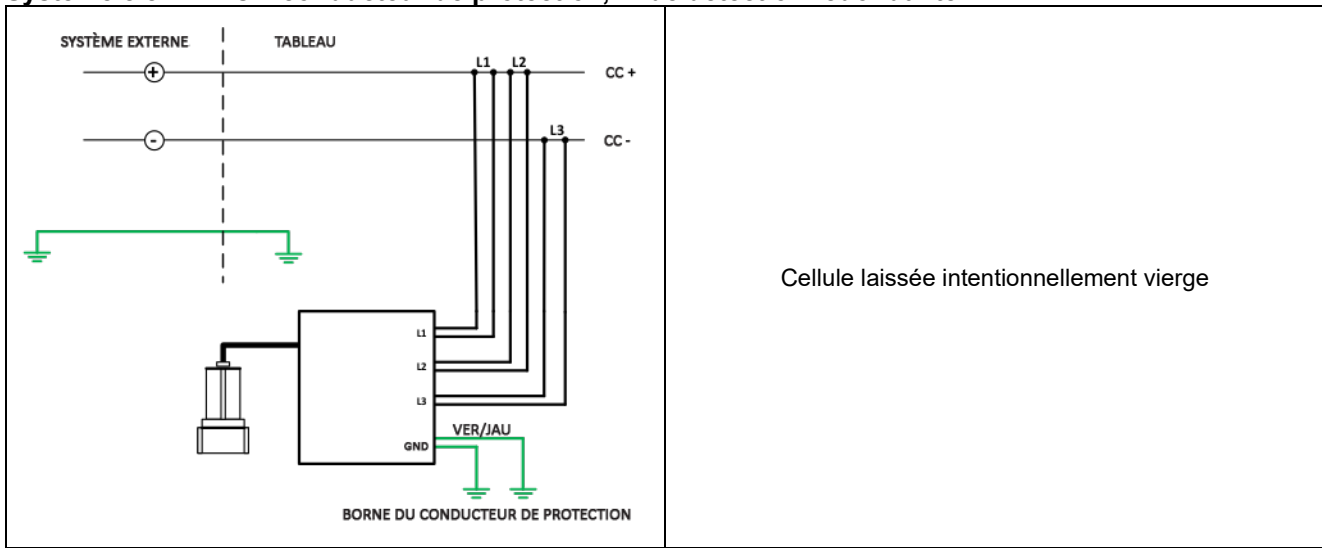 SYSTÈME EXTERNE TABLEAU
L1 L2
+ CC +
L3
- CC -
L1
L2
L3
VER/JAU
GND
BORNE DU CONDUCTEUR DE PROTECTION
Cellule laissée intentionnellement vierge